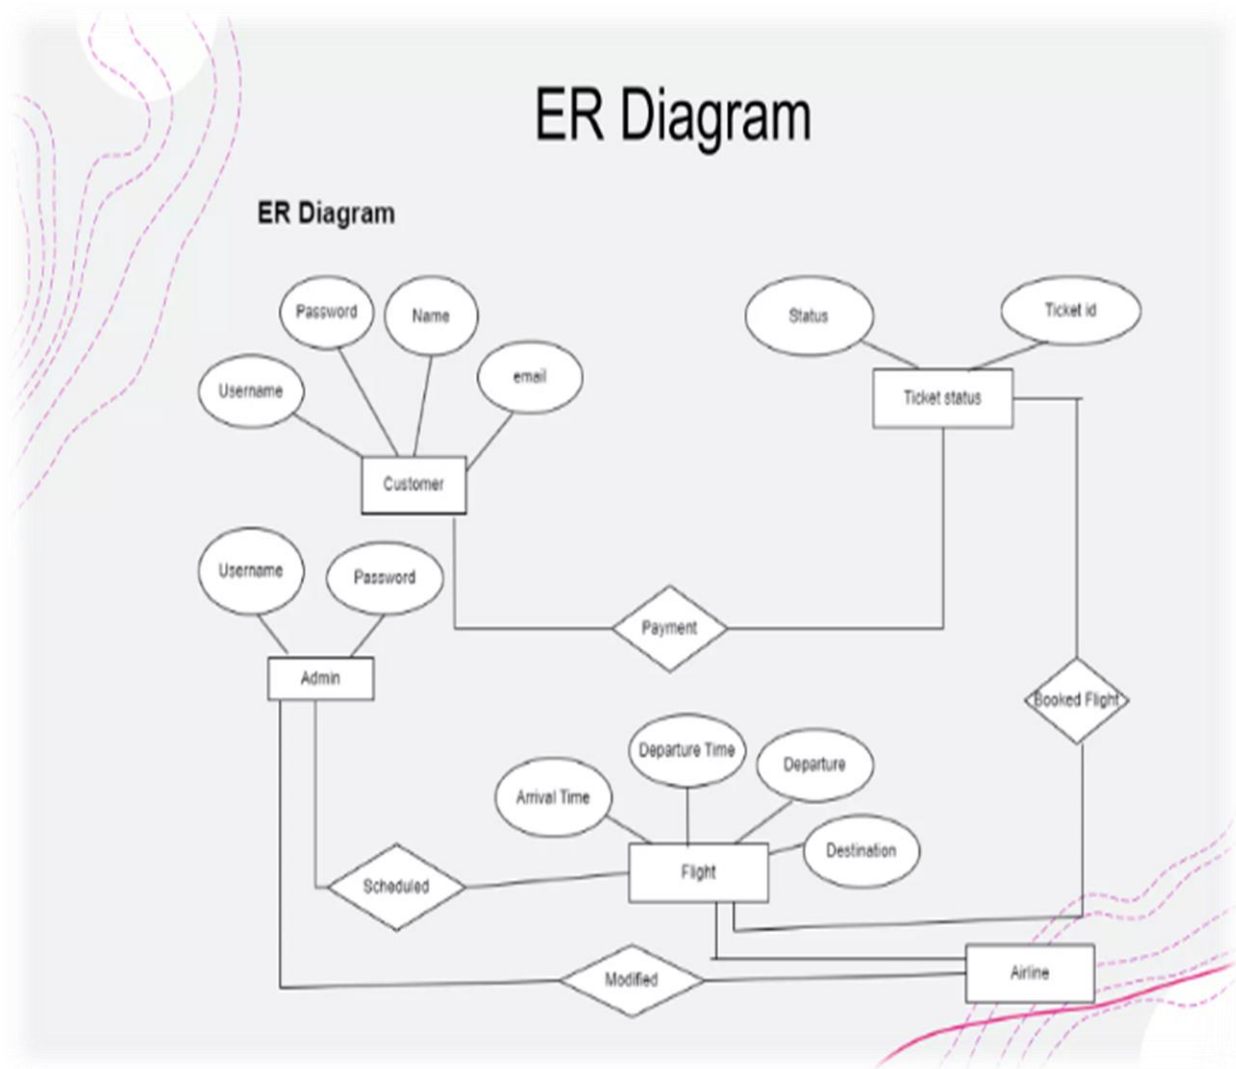 ER Diagram
ER Diagram
Password
Name
Status
Ticket id
Username
email
Ticket status
Customer
Username
Password
Payment
Admin
Booked Flight
Departure Time
Departure
Arrival Time
Destination
Flight
Scheduled
Modified
Airline